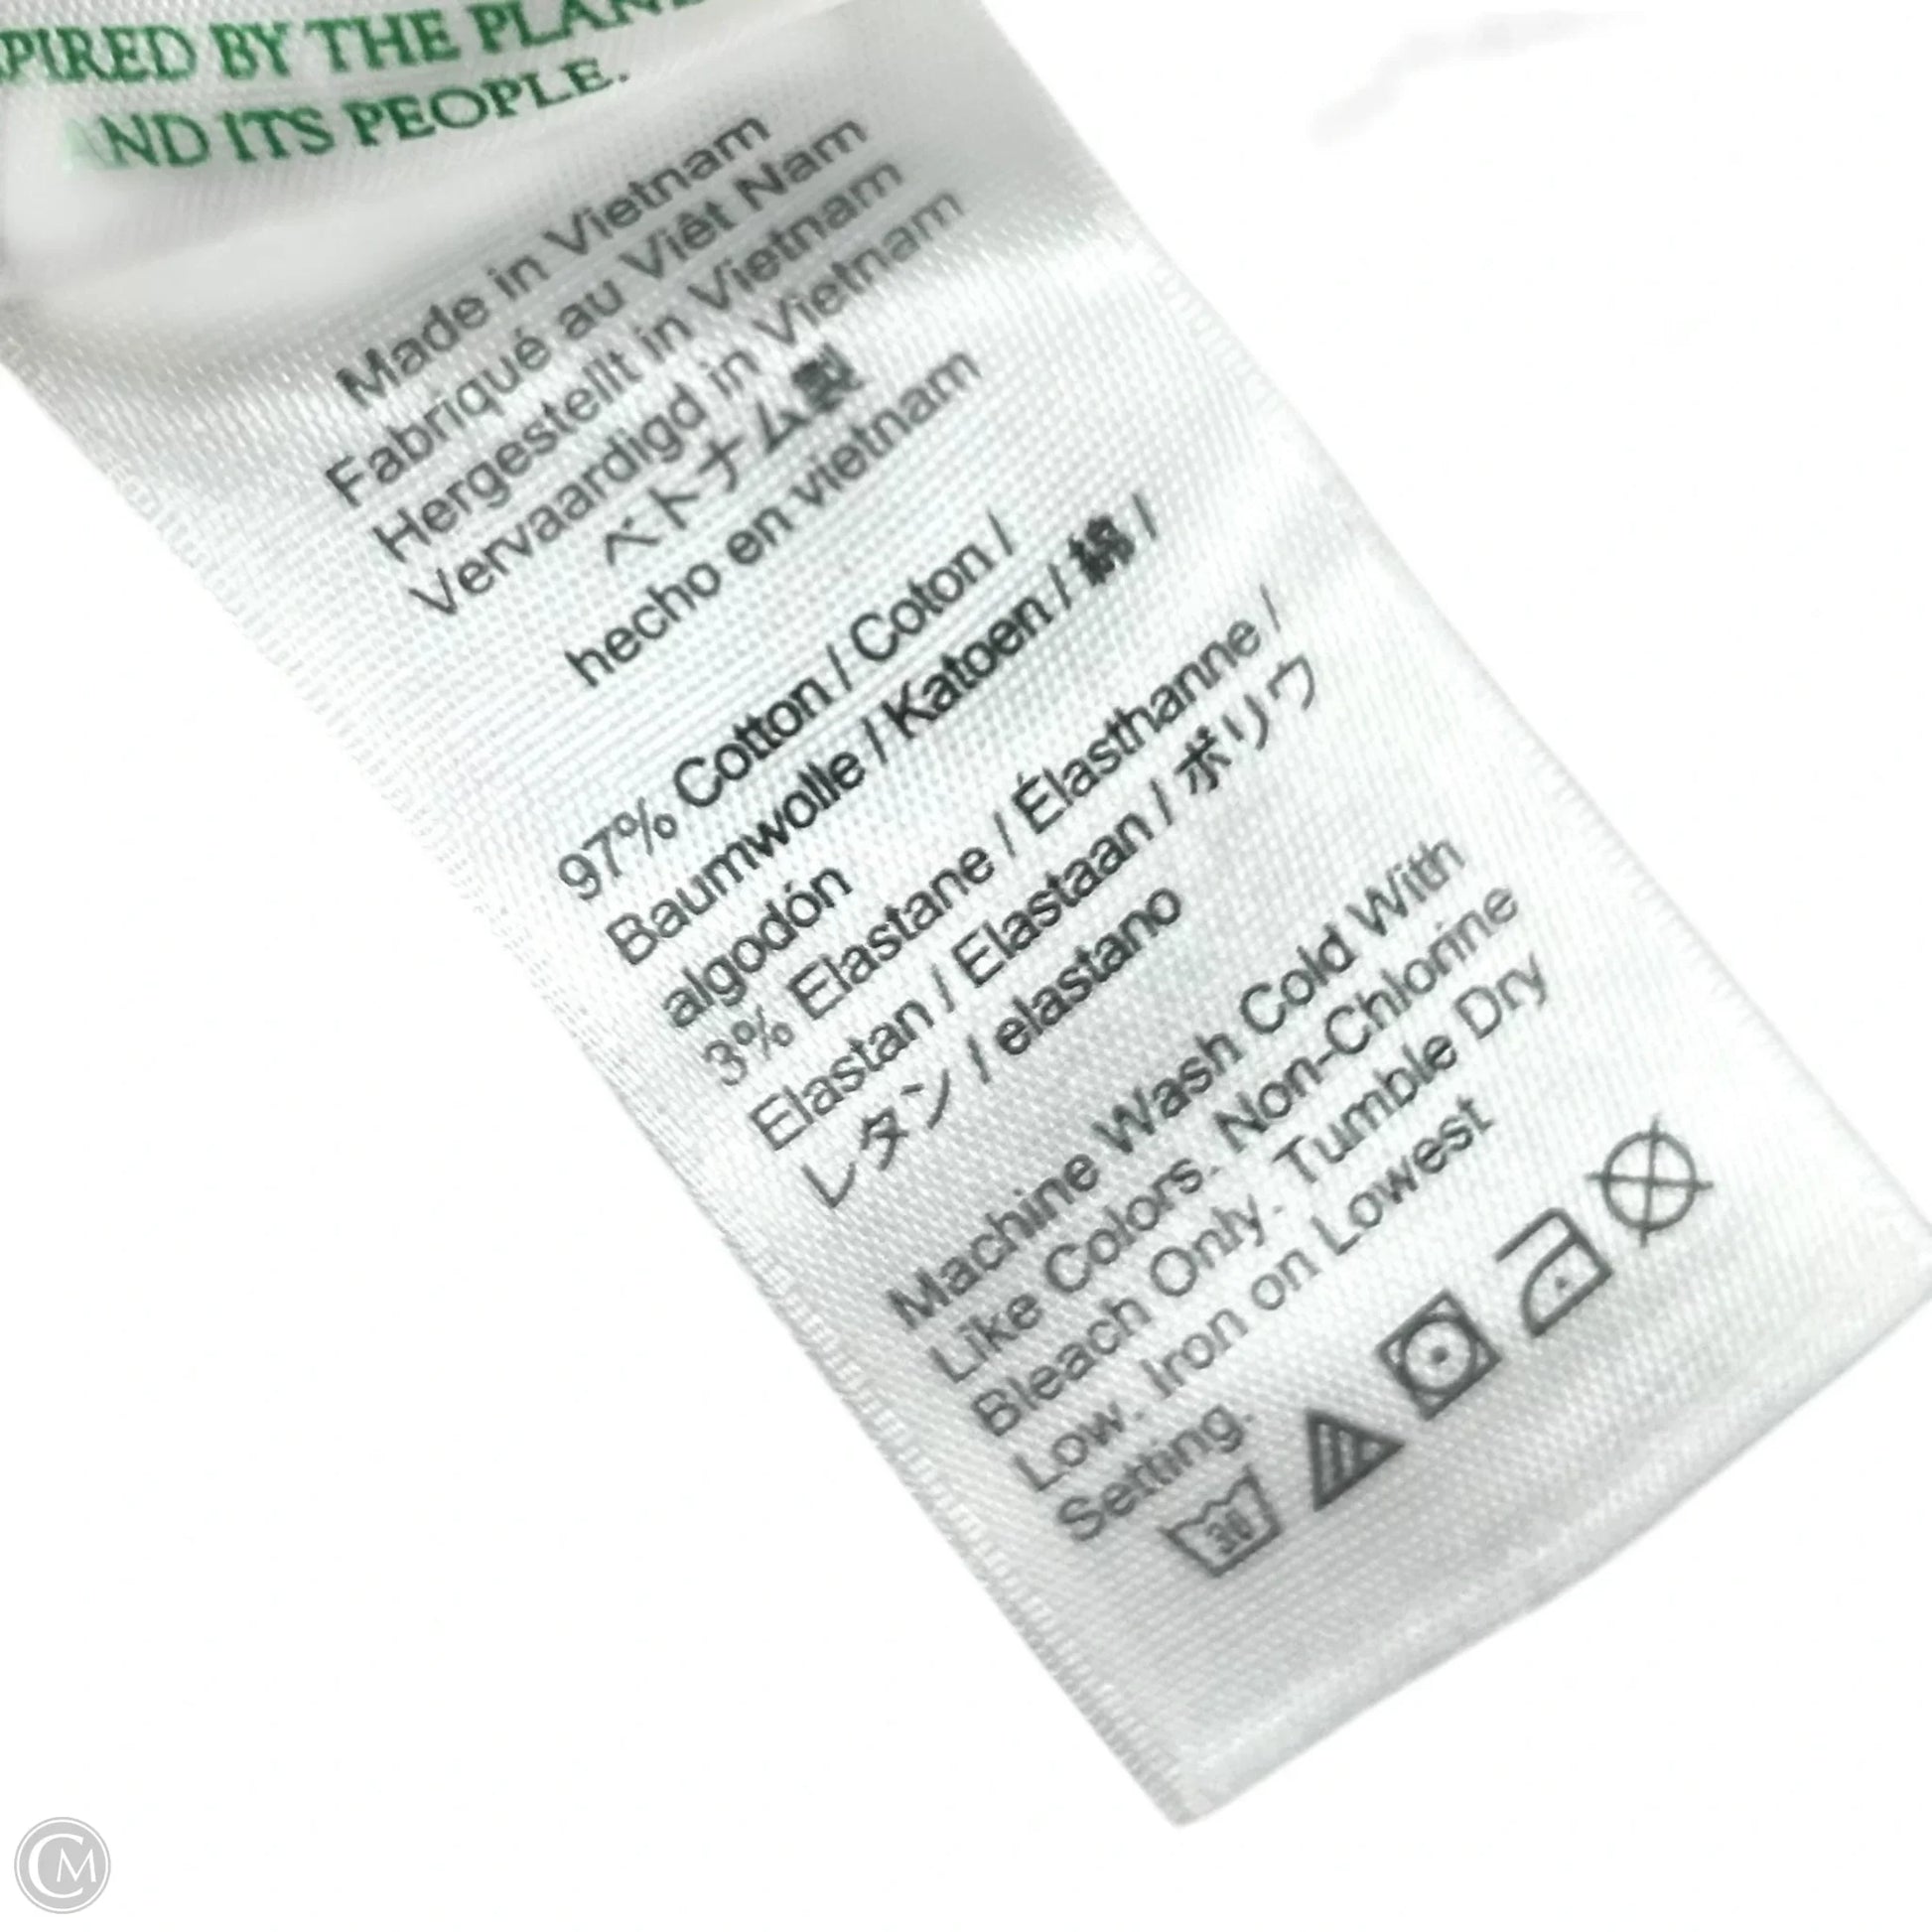 PIRED BY THE PLAN
AND ITS PEOPLE.
Made in Vietnam
Fabriqué au Viêt Nam
Hergestellt in Vietnam
Vervaardigd in Vietnam
ベトナム製
hecho en vietnam
97% Cotton / Coton /
Baumwolle / Katoen / 綿 /
algodón
3% Elastane / Élasthanne /
Elastan / Elastaan / ポリウ
レタン / elastano
Machine Wash Cold With
Like Colors. Non-Chlorine
Bleach Only. Tumble Dry
Low. Iron on Lowest
Setting.
30
CM